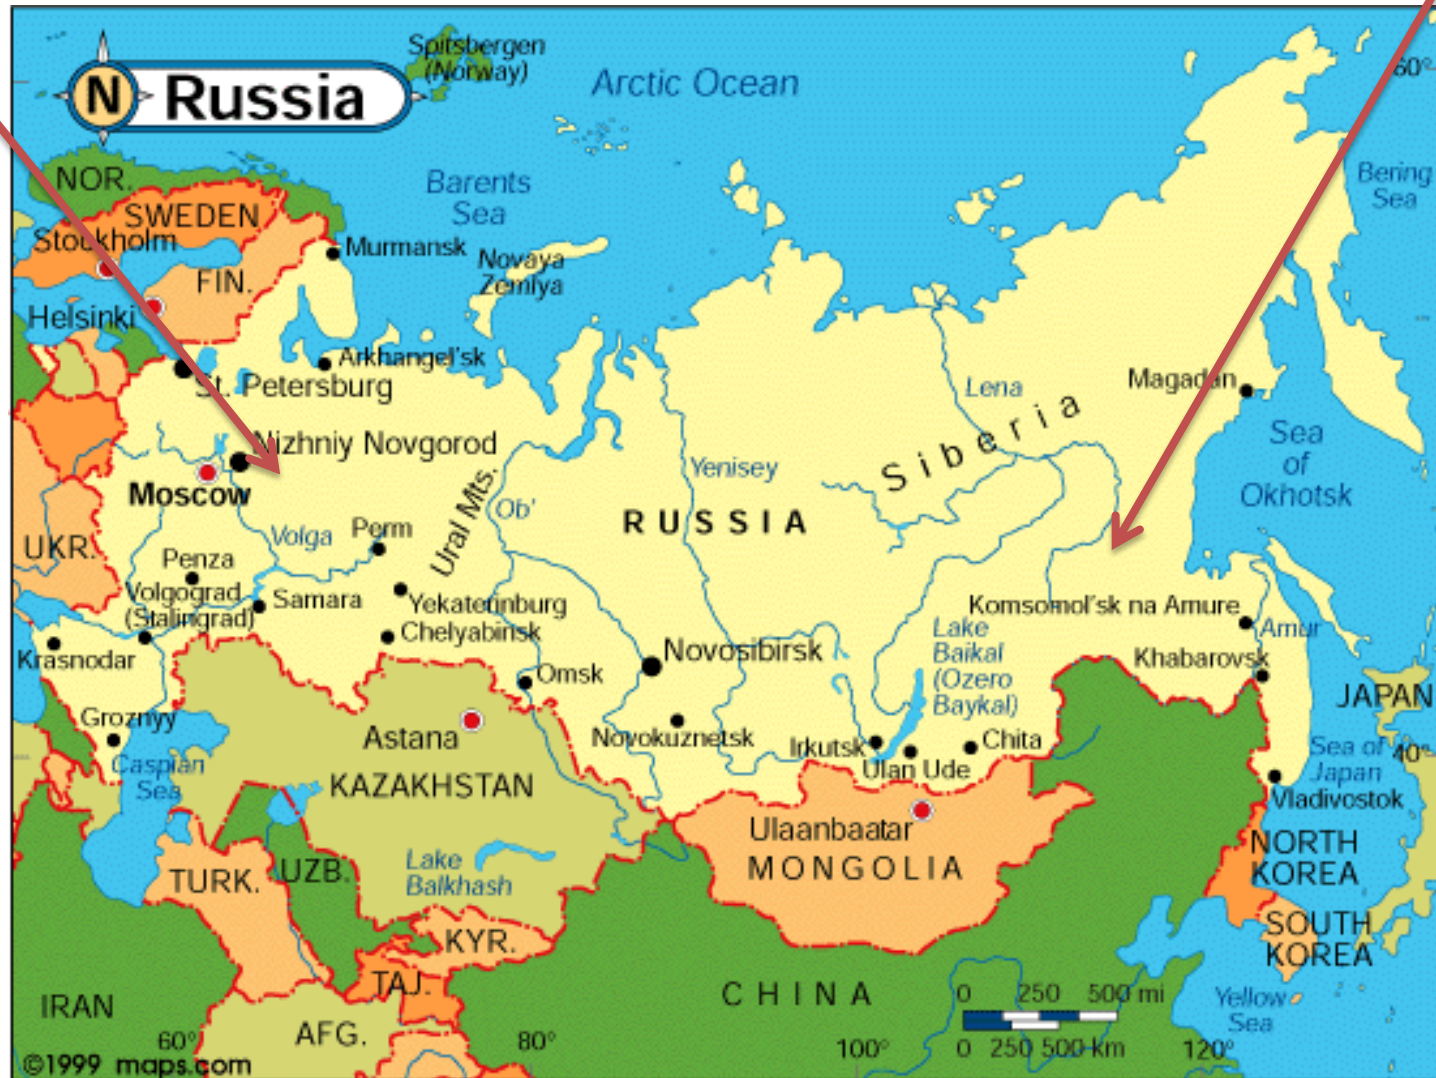 Spitsbergen
(Norway)
Arctic Ocean
N
Russia
60°
NOR.
Barents
Sea
Bering
Sea
SWEDEN
Stockholm
Murmansk
Novaya
Zemlya
FIN.
Helsinki
Arkhangel'sk
St. Petersburg
Lena
Magadan
Siberia
Nizhniy Novgorod
Sea
of
Okhotsk
Yenisey
Moscow
Ural Mts.
Ob'
RUSSIA
UKR.
Volga
Perm
Penza
Volgograd
(Stalingrad)
Samara
Yekaterinburg
Komsomol'sk na Amure
Chelyabinsk
Lake
Baikal
(Ozero
Baykal)
Amur
Krasnodar
Novosibirsk
Khabarovsk
Omsk
JAPAN
Groznyy
Astana
Novokuznetsk
Irkutsk
Chita
Ulan Ude
Sea of
Japan
40°
Caspian
Sea
KAZAKHSTAN
Vladivostok
Ulaanbaatar
MONGOLIA
NORTH
KOREA
TURK.
UZB.
Lake
Balkhash
SOUTH
KOREA
KYR.
TAJ.
CHINA
IRAN
0 250 500 mi
0 250 500 km
Yellow
Sea
AFG.
60°
80°
100°
120°
©1999 maps.com